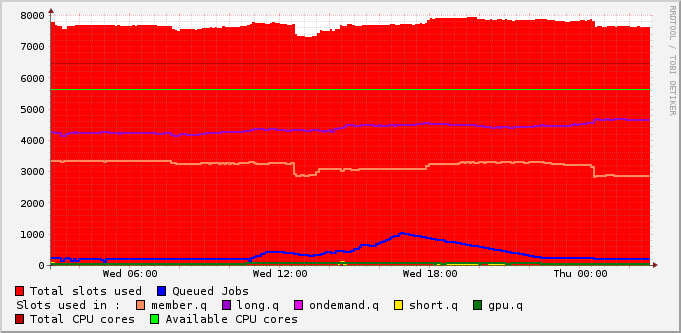 8000
7000
6000
5000
4000
3000
2000
1000
0
Wed 06:00 Wed 12:00 Wed 18:00 Thu 00:00
RRDTOOL / TOBI OETIKER
Total slots used Queued Jobs
Slots used in : member.q long.q ondemand.q short.q gpu.q
Total CPU cores Available CPU cores